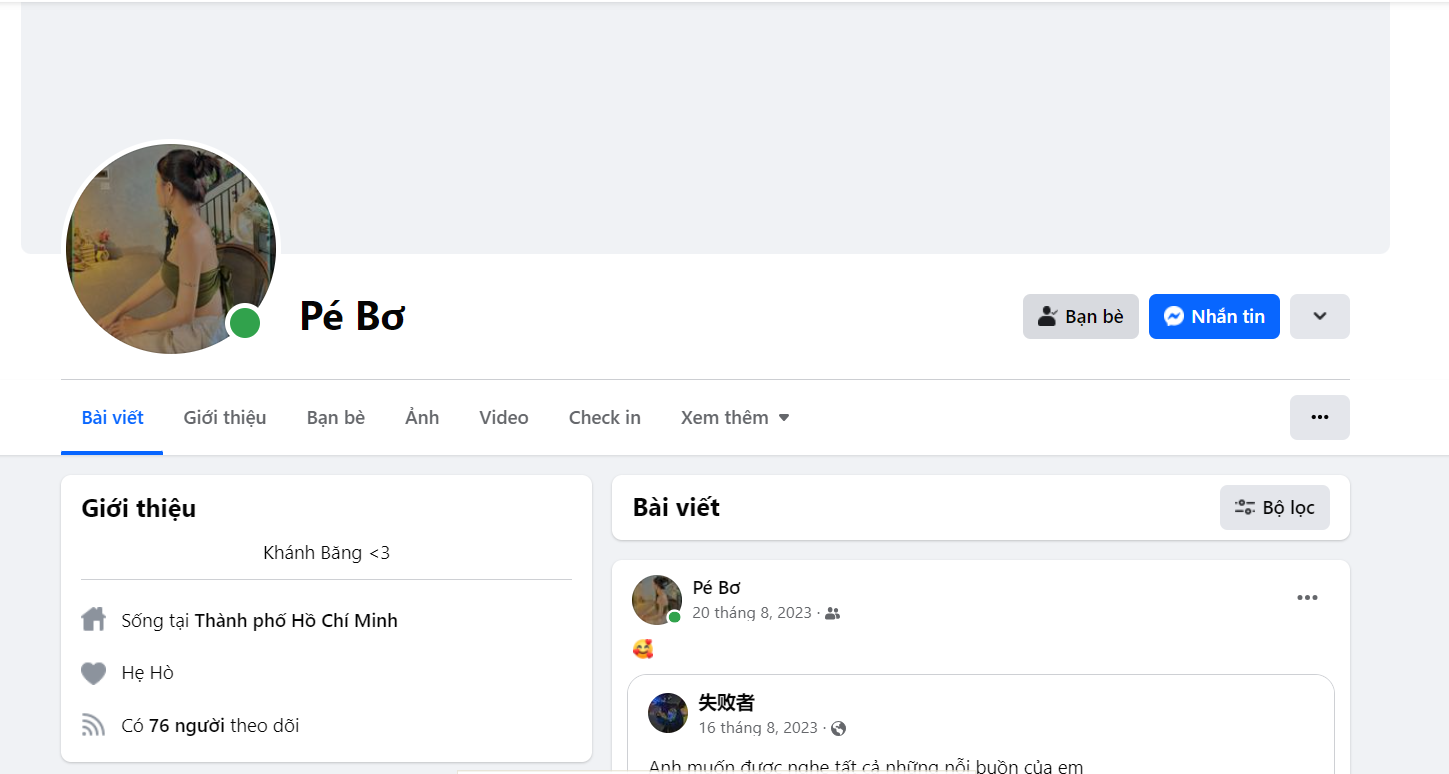 Pé Bơ
Bạn bè
Nhắn tin
Bài viết
Giới thiệu
Bạn bè
Ảnh
Video
Check in
Xem thêm
Giới thiệu
Khánh Băng <3
Sống tại Thành phố Hồ Chí Minh
Hẹ Hò
Có 76 người theo dõi
Bài viết
Bộ lọc
Pé Bơ
20 tháng 8, 2023 ·
🥰
失败者
16 tháng 8, 2023 ·
Anh muốn được nghe tất cả những nỗi buồn của em